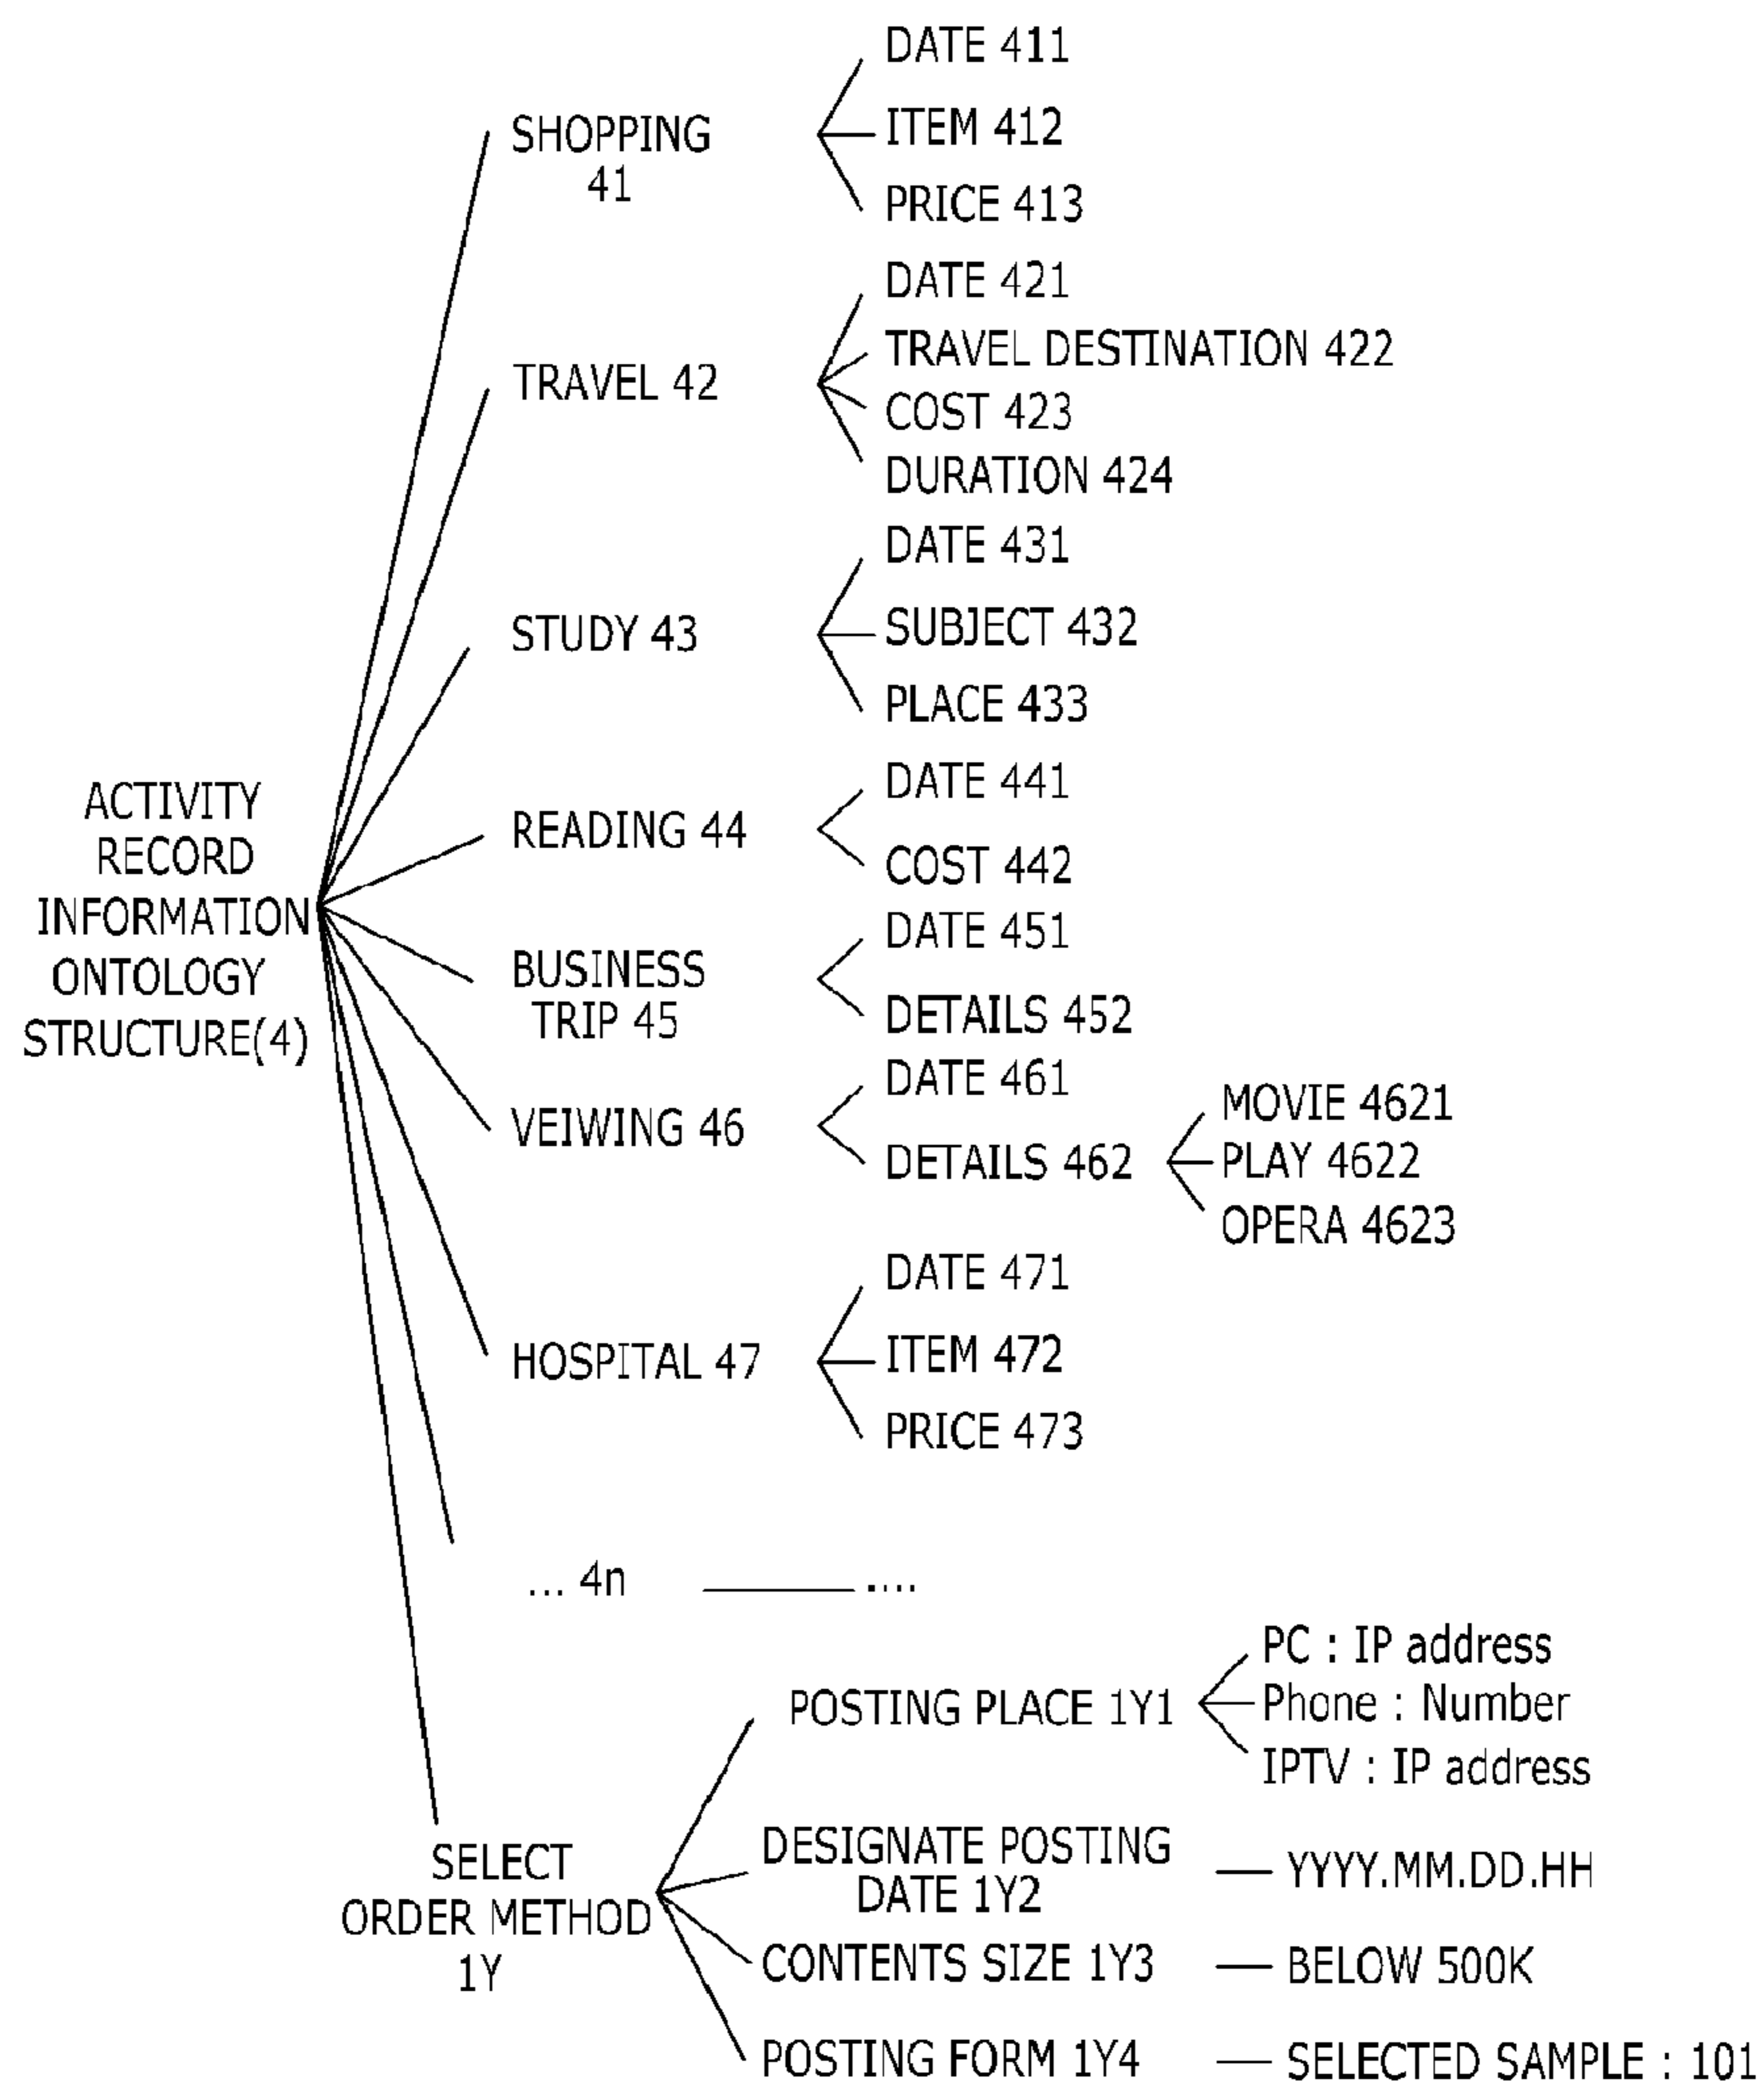 ACTIVITY
RECORD
INFORMATION
ONTOLOGY
STRUCTURE(4)
SHOPPING
41
DATE 411
ITEM 412
PRICE 413
TRAVEL 42
DATE 421
TRAVEL DESTINATION 422
COST 423
DURATION 424
STUDY 43
DATE 431
SUBJECT 432
PLACE 433
READING 44
DATE 441
COST 442
BUSINESS
TRIP 45
DATE 451
DETAILS 452
VEIWING 46
DATE 461
DETAILS 462
MOVIE 4621
PLAY 4622
OPERA 4623
HOSPITAL 47
DATE 471
ITEM 472
PRICE 473
... 4n
....
SELECT
ORDER METHOD
1Y
POSTING PLACE 1Y1
PC : IP address
Phone : Number
IPTV : IP address
DESIGNATE POSTING
DATE 1Y2
YYYY.MM.DD.HH
CONTENTS SIZE 1Y3
BELOW 500K
POSTING FORM 1Y4
SELECTED SAMPLE : 101